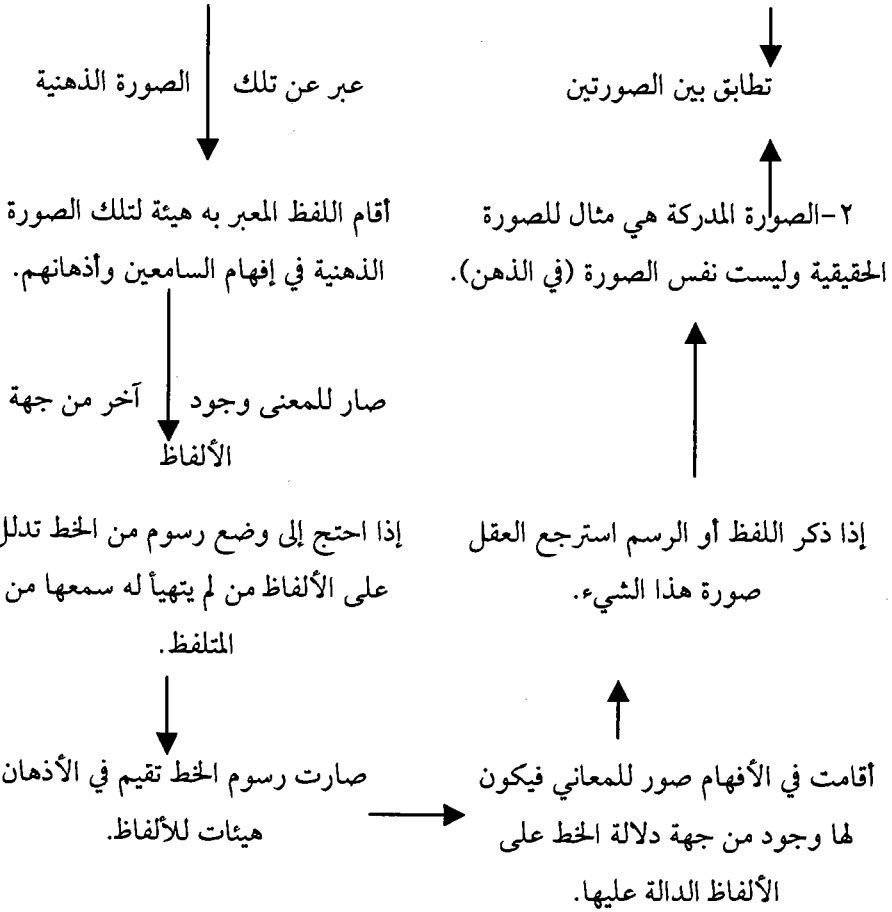 تطابق بين الصورتين
عبر عن تلك الصورة الذهنية
٢-الصورة المدركة هي مثال للصورة
الحقيقية وليست نفس الصورة (في الذهن).
أقام اللفظ المعبر به هيئة لتلك الصورة
الذهنية في إفهام السامعين وأذهانهم.
صار للمعنى وجود آخر من جهة
الألفاظ
إذا ذكر اللفظ أو الرسم استرجع العقل
صورة هذا الشيء.
إذا احتج إلى وضع رسوم من الخط تدلل
على الألفاظ من لم يتهيأ له سمعها من
المتلفظ.
أقامت في الأفهام صور للمعاني فيكون
لها وجود من جهة دلالة الخط على
الألفاظ الدالة عليها.
صارت رسوم الخط تقيم في الأذهان
هيئات للألفاظ.